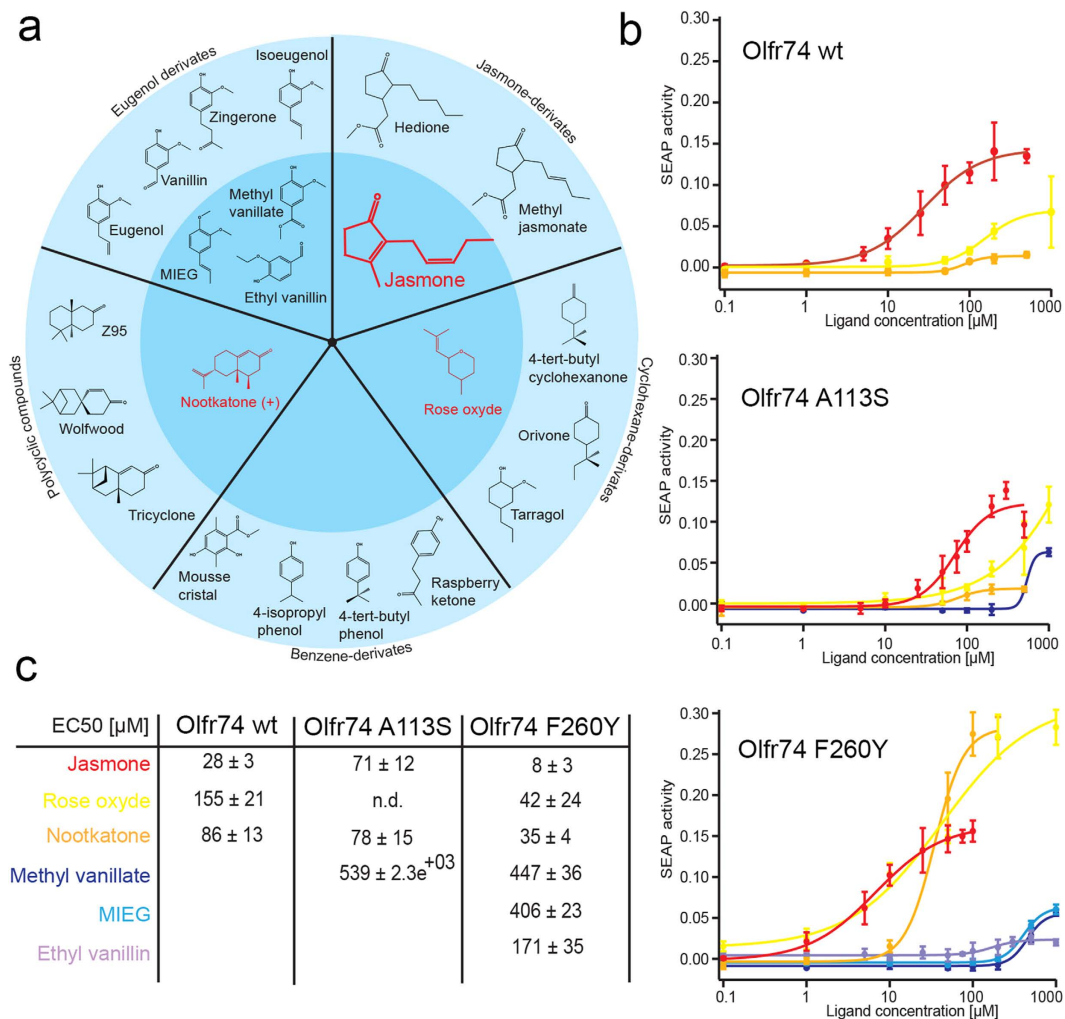 a
Eugenol derivates
Isoeugenol
Zingerone
Vanillin
Eugenol
Methyl
vanillate
MIEG
Ethyl vanillin
Jasmone-derivates
Hedione
Methyl
jasmonate
Jasmone
Cyclohexane-derivates
4-tert-butyl
cyclohexanone
Rose oxyde
Orivone
Tarragol
Benzene-derivates
Raspberry
ketone
4-tert-butyl
phenol
4-isopropyl
phenol
Mousse
cristal
Polycyclic compounds
Z95
Nootkatone (+)
Wolfwood
Tricyclone
b
Olfr74 wt
SEAP activity
0.30
0.25
0.20
0.15
0.10
0.05
0.00
0.1 1 10 100 1000
Ligand concentration [µM]
Olfr74 A113S
SEAP activity
0.30
0.25
0.20
0.15
0.10
0.05
0.00
0.1 1 10 100 1000
Ligand concentration [µM]
Olfr74 F260Y
SEAP activity
0.30
0.25
0.20
0.15
0.10
0.05
0.00
0.1 1 10 100 1000
Ligand concentration [µM]
c
EC50 [µM] Olfr74 wt Olfr74 A113S Olfr74 F260Y
Jasmone 28 ± 3 71 ± 12 8 ± 3
Rose oxyde 155 ± 21 n.d. 42 ± 24
Nootkatone 86 ± 13 78 ± 15 35 ± 4
Methyl vanillate 539 ± 2.3e+03 447 ± 36
MIEG 406 ± 23
Ethyl vanillin 171 ± 35